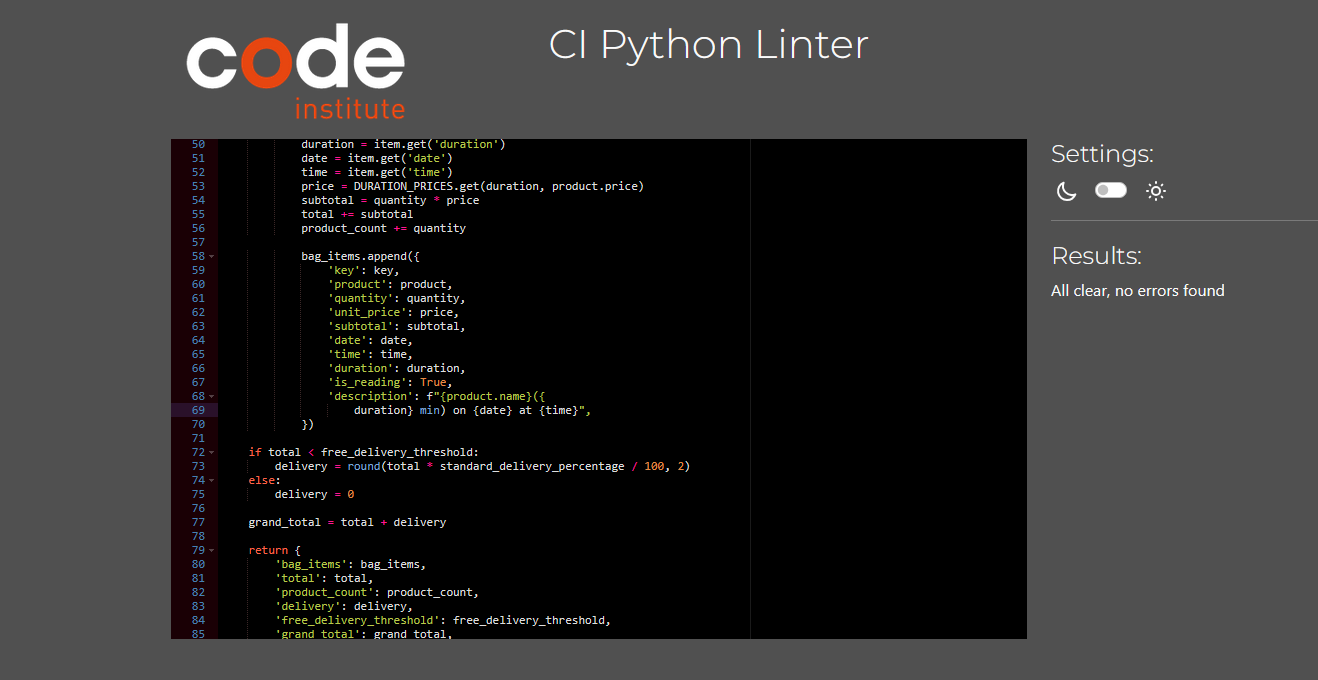 code
institute
CI Python Linter
50 duration = item.get('duration')
51 date = item.get('date')
52 time = item.get('time')
53 price = DURATION_PRICES.get(duration, product.price)
54 subtotal = quantity * price
55 total += subtotal
56 product_count += quantity
57
58 bag_items.append({
59 'key': key,
60 'product': product,
61 'quantity': quantity,
62 'unit_price': price,
63 'subtotal': subtotal,
64 'date': date,
65 'time': time,
66 'duration': duration,
67 'is_reading': True,
68 'description': f"{product.name}({
69 duration} min) on {date} at {time}",
70 })
71
72 if total < free_delivery_threshold:
73 delivery = round(total * standard_delivery_percentage / 100, 2)
74 else:
75 delivery = 0
76
77 grand_total = total + delivery
78
79 return {
80 'bag_items': bag_items,
81 'total': total,
82 'product_count': product_count,
83 'delivery': delivery,
84 'free_delivery_threshold': free_delivery_threshold,
85 'grand_total': grand_total,
Settings:
Results:
All clear, no errors found